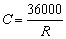 C = 36000/R